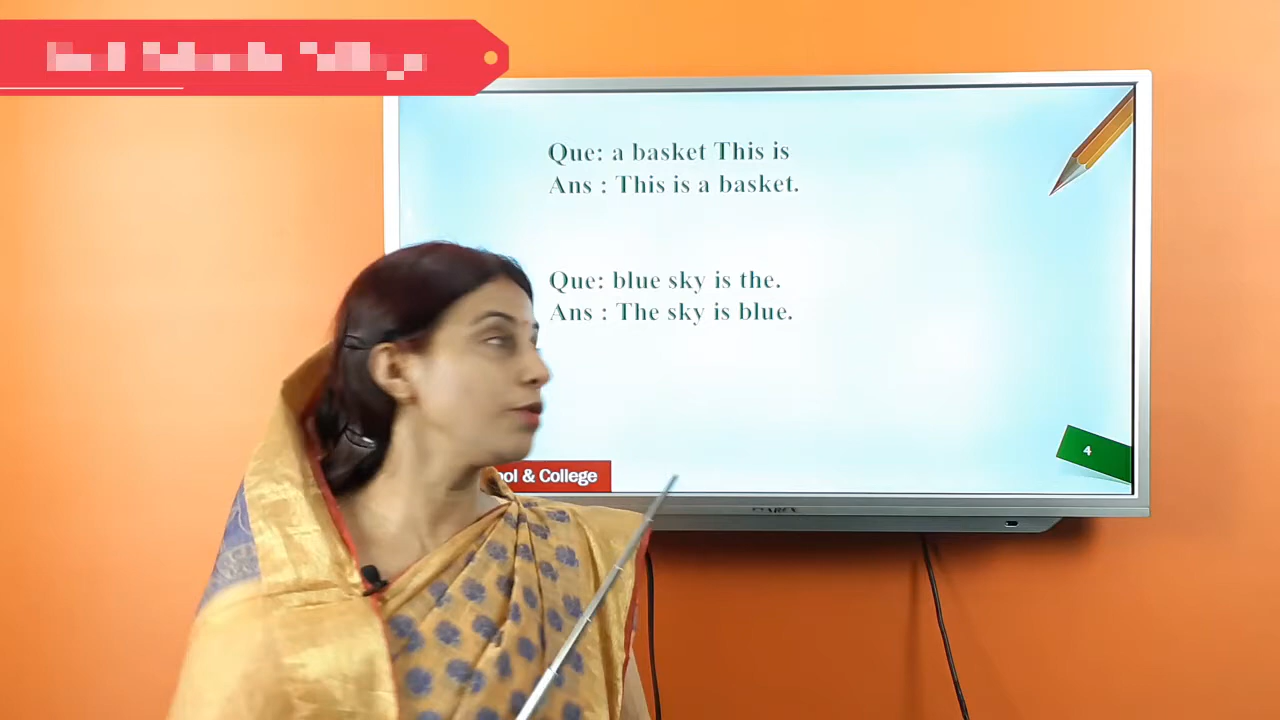 Que: a basket This is
Ans : This is a basket.
Que: blue sky is the.
Ans : The sky is blue.
& College
4